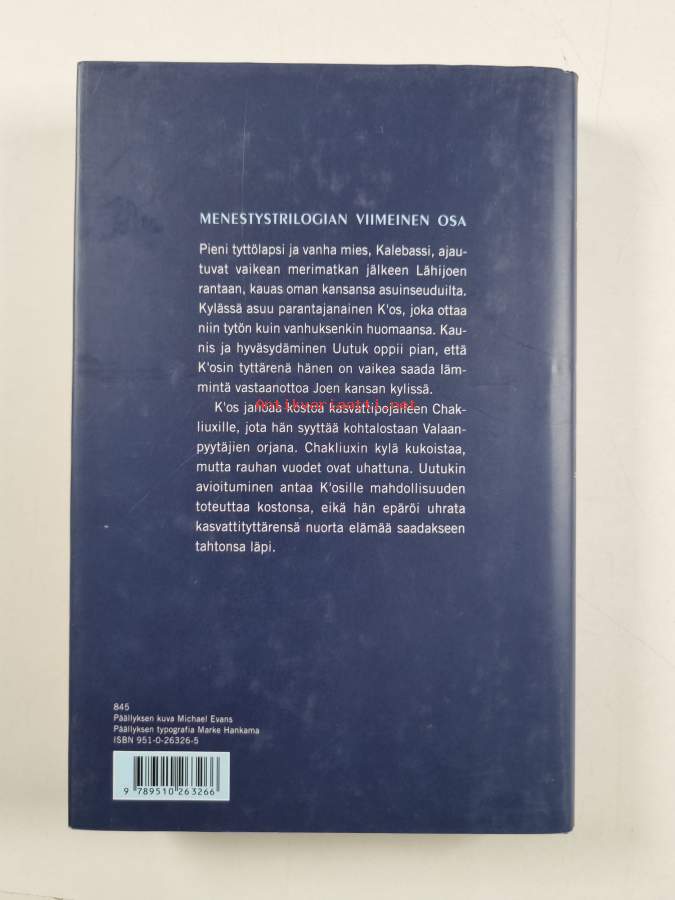 MENESTYSTRILOGIAN VIIMEINEN OSA
Pieni tyttölapsi ja vanha mies, Kalebassi, ajau-
tuvat vaikean merimatkan jälkeen Lähijoen
rantaan, kauas oman kansansa asuinseuduilta.
Kylässä asuu parantajanainen K'os, joka ottaa
niin tytön kuin vanhuksenkin huomaansa. Kau-
nis ja hyväsydäminen Uutuk oppii pian, että
K'osin tyttärenä hänen on vaikea saada läm-
mintä vastaanottoa Joen kansan kylissä.
K'os janoaa kostoa kasvattipojalleen Chak-
Antikvariaatti.net
liuxille, jota hän syyttää kohtalostaan Valaan-
pyytäjien orjana. Chakliuxin kylä kukoistaa,
mutta rauhan vuodet ovat uhattuna. Uutukin
avioituminen antaa K'osille mahdollisuuden
toteuttaa kostonsa, eikä hän epäröi uhrata
kasvattityttärensä nuorta elämää saadakseen
tahtonsa läpi.
845
Päällyksen kuva Michael Evans
Päällyksen typografia Marke Hankama
ISBN 951-0-26326-5
9 789510 263266